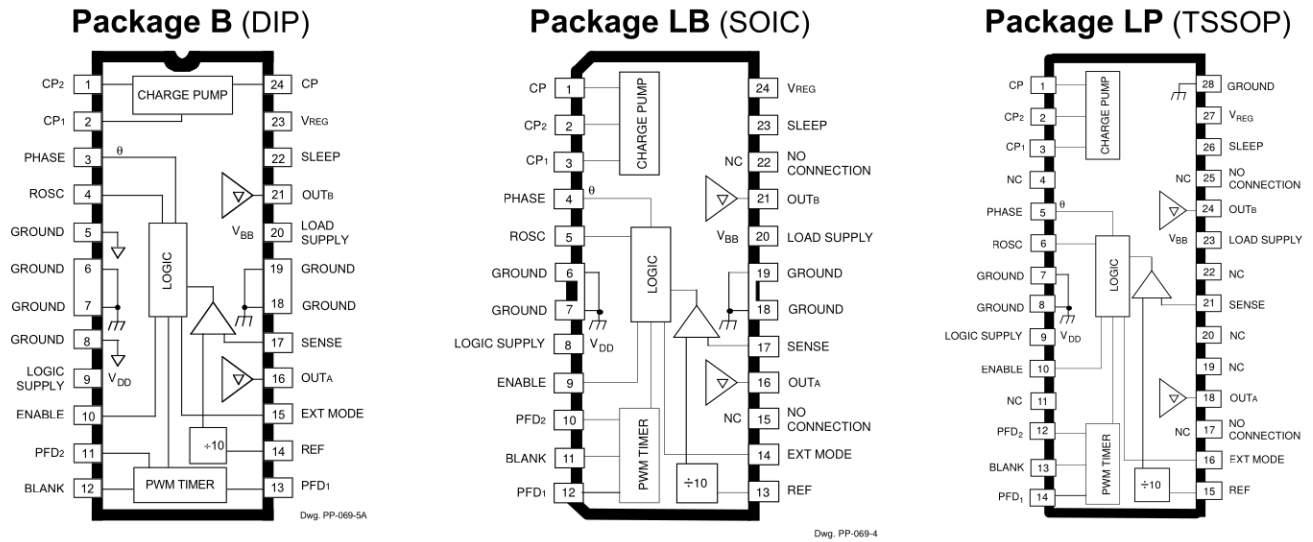 Package B (DIP)
CP2 1 24 CP
CHARGE PUMP
CP1 2 23 VREG
PHASE 3 θ 22 SLEEP
ROSC 4 21 OUTB
GROUND 5 VBB 20 LOAD
SUPPLY
GROUND 6 19 GROUND
LOGIC
GROUND 7 18 GROUND
GROUND 8 17 SENSE
LOGIC
SUPPLY 9 VDD 16 OUTA
ENABLE 10 15 EXT MODE
PFD2 11 ÷10 14 REF
BLANK 12 PWM TIMER 13 PFD1
Dwg. PP-069-5A
Package LB (SOIC)
CP 1 24 VREG
CP2 2 CHARGE PUMP 23 SLEEP
CP1 3 NC 22 NO
CONNECTION
PHASE 4 θ 21 OUTB
ROSC 5 VBB 20 LOAD SUPPLY
GROUND 6 LOGIC 19 GROUND
GROUND 7 18 GROUND
LOGIC SUPPLY 8 VDD 17 SENSE
ENABLE 9 16 OUTA
PFD2 10 NC 15 NO
CONNECTION
BLANK 11 PWM TIMER 14 EXT MODE
PFD1 12 ÷10 13 REF
Dwg. PP-069-4
Package LP (TSSOP)
CP 1 28 GROUND
CP2 2 CHARGE PUMP 27 VREG
CP1 3 26 SLEEP
NC 4 NC 25 NO
CONNECTION
PHASE 5 θ 24 OUTB
ROSC 6 VBB 23 LOAD SUPPLY
GROUND 7 LOGIC 22 NC
GROUND 8 21 SENSE
LOGIC SUPPLY 9 VDD 20 NC
ENABLE 10 19 NC
NC 11 18 OUTA
PFD2 12 NC 17 NO
CONNECTION
BLANK 13 PWM TIMER 16 EXT MODE
PFD1 14 ÷10 15 REF